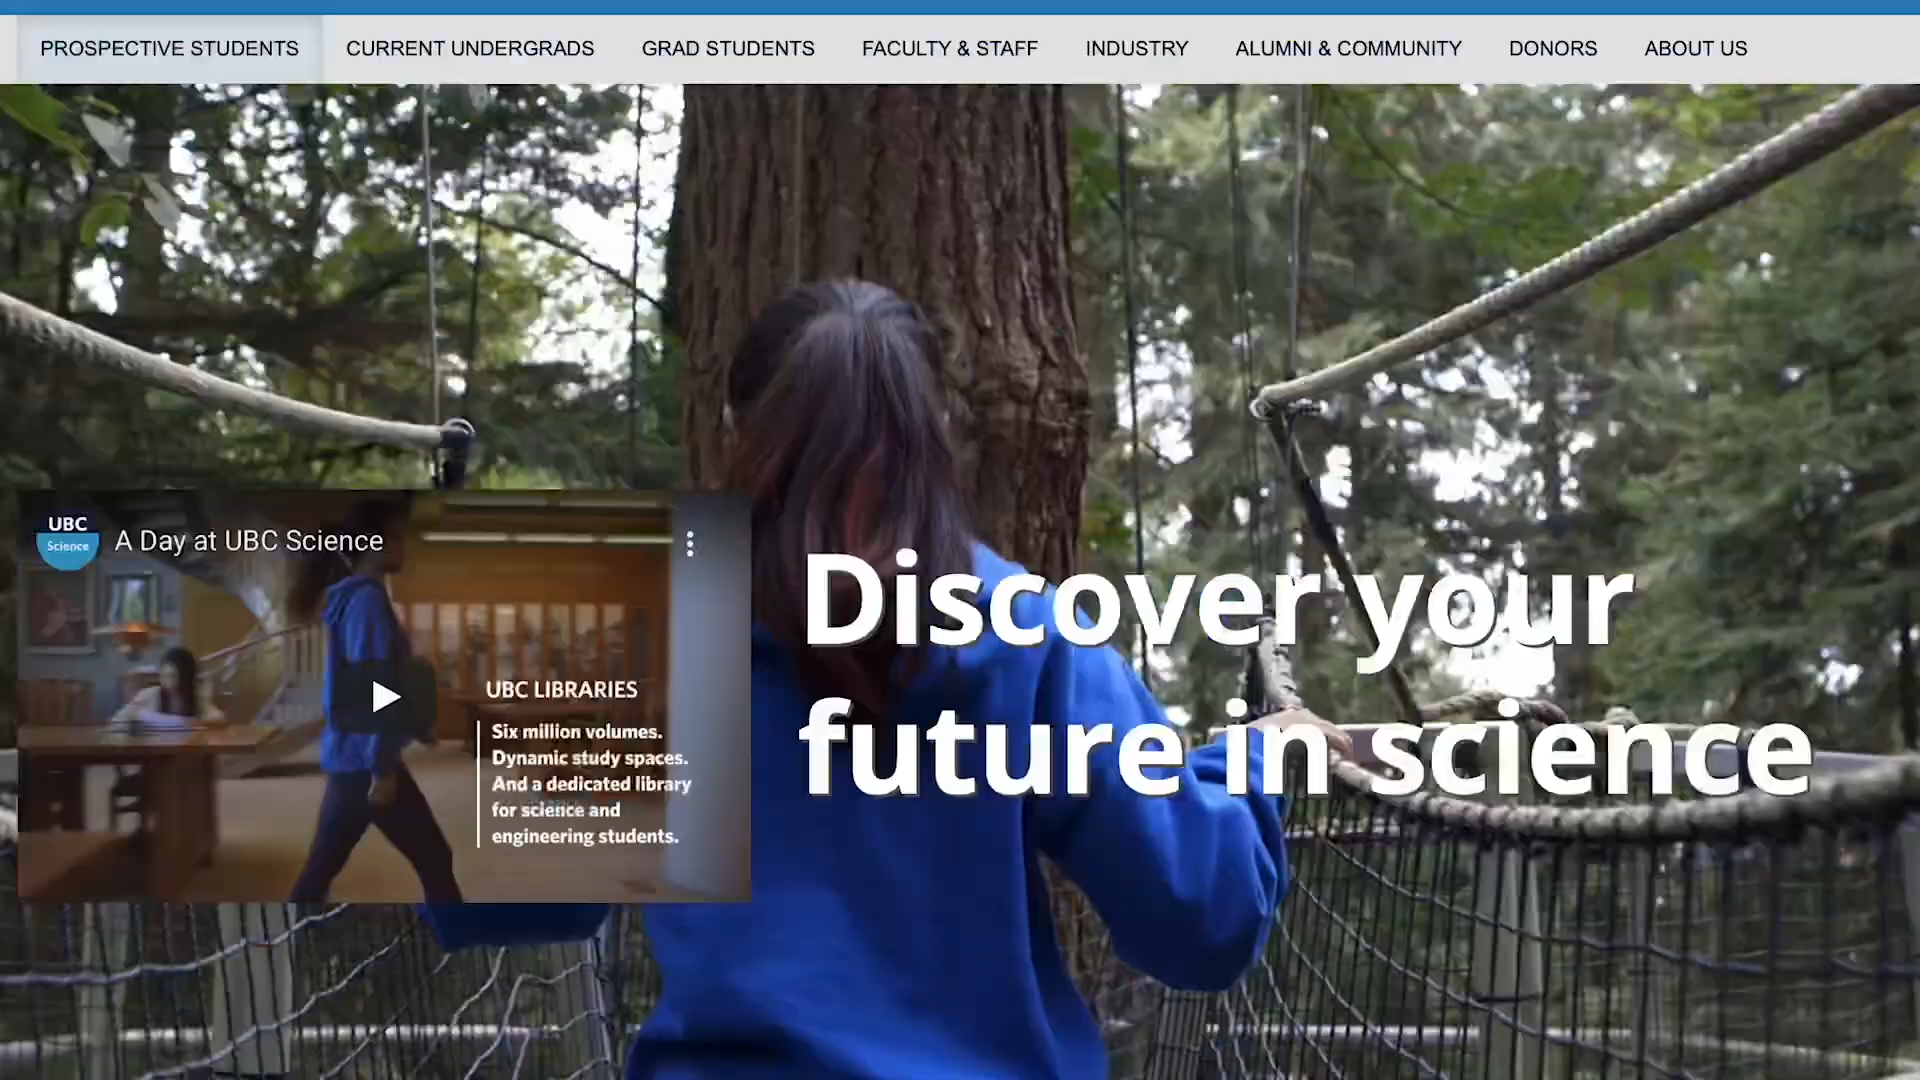 PROSPECTIVE STUDENTS CURRENT UNDERGRADS GRAD STUDENTS FACULTY & STAFF INDUSTRY ALUMNI & COMMUNITY DONORS ABOUT US
UBC
Science
A Day at UBC Science
UBC LIBRARIES
Six million volumes.
Dynamic study spaces.
And a dedicated library
for science and
engineering students.
Discover your
future in science